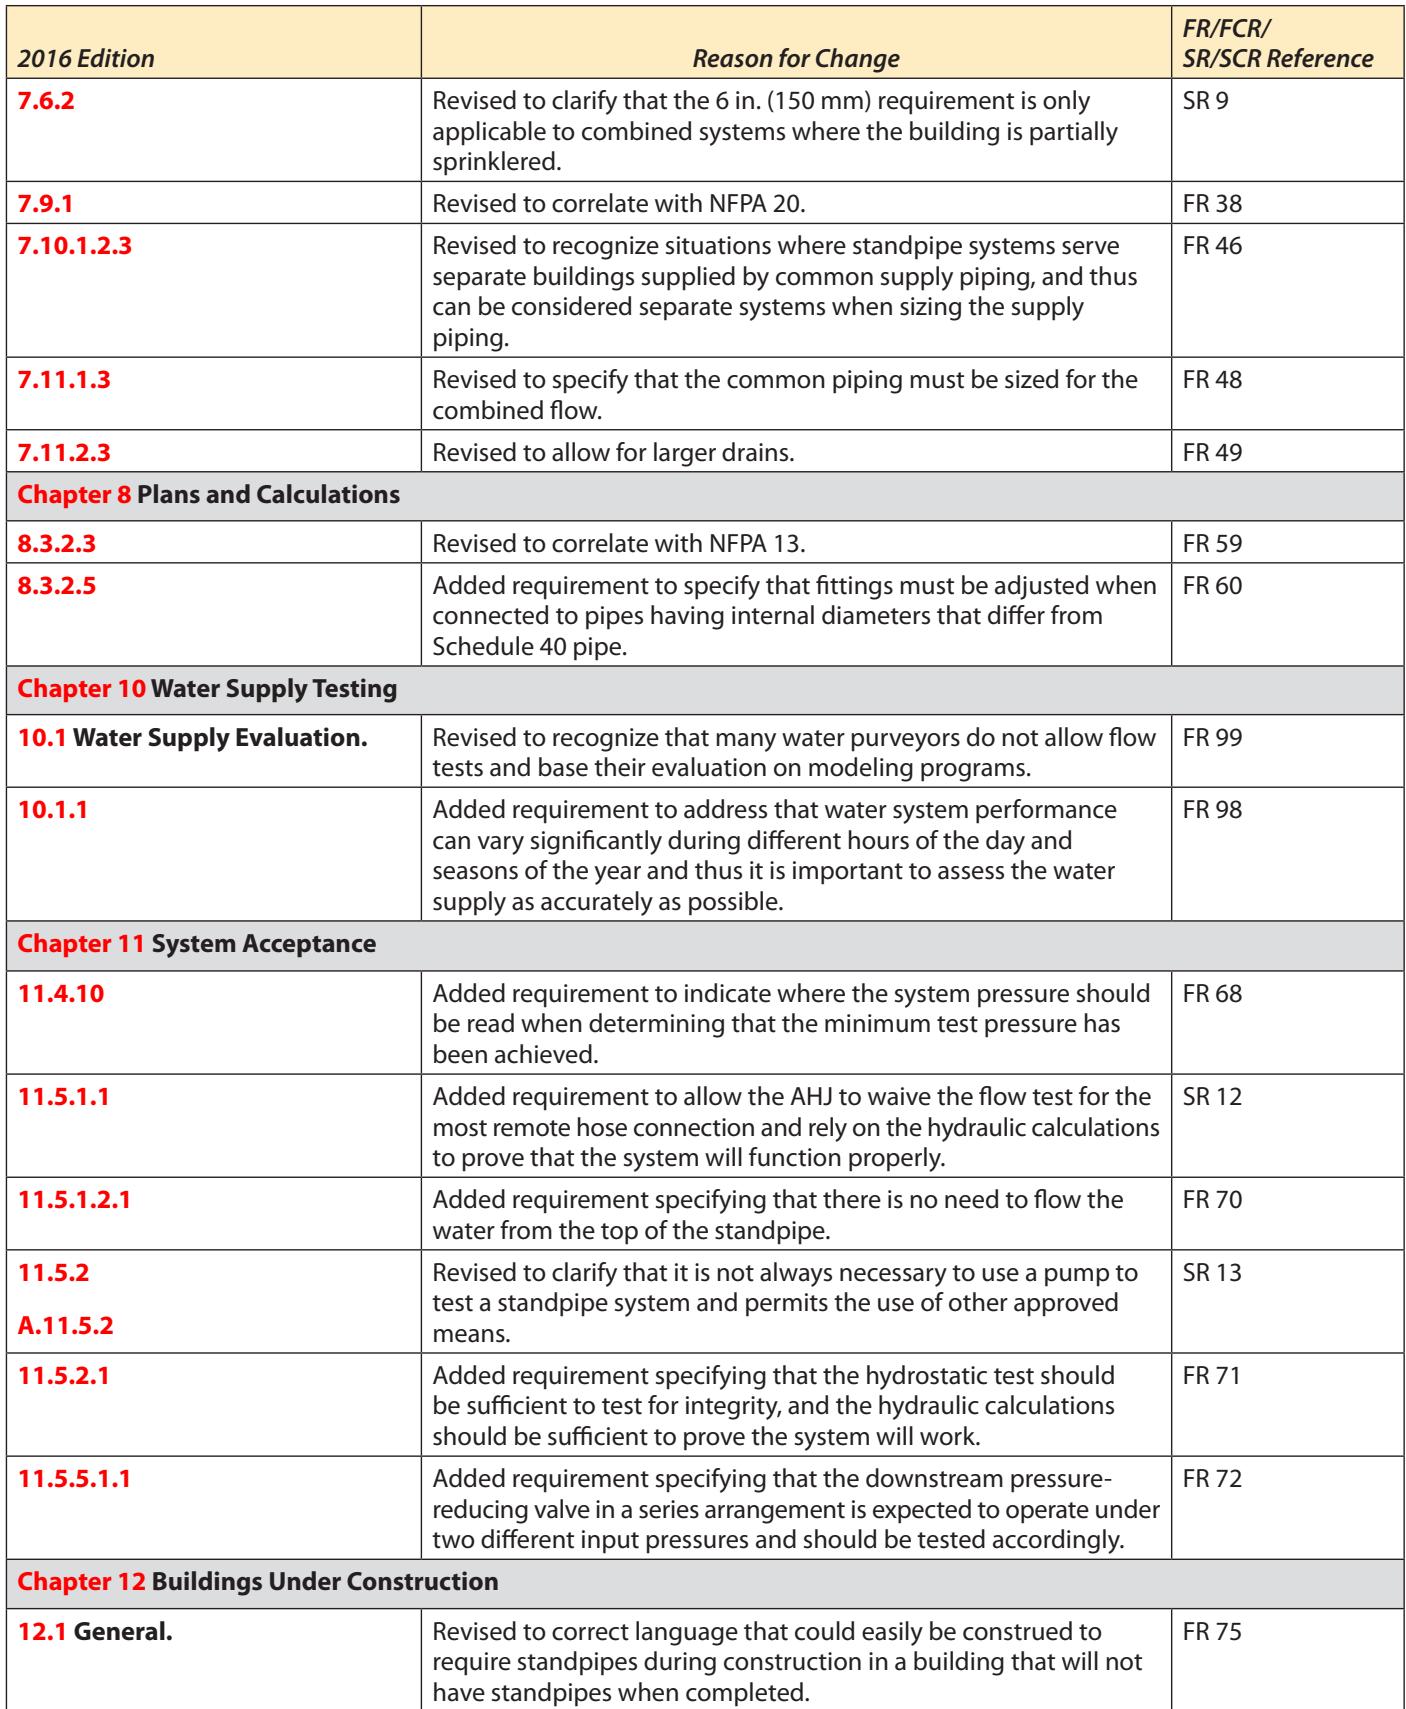 FR/FCR/
2016 Edition Reason for Change SR/SCR Reference
7.6.2 Revised to clarify that the 6 in. (150 mm) requirement is only SR 9
applicable to combined systems where the building is partially
sprinklered.
7.9.1 Revised to correlate with NFPA 20. FR 38
7.10.1.2.3 Revised to recognize situations where standpipe systems serve FR 46
separate buildings supplied by common supply piping, and thus
can be considered separate systems when sizing the supply
piping.
7.11.1.3 Revised to specify that the common piping must be sized for the FR 48
combined flow.
7.11.2.3 Revised to allow for larger drains. FR 49
Chapter 8 Plans and Calculations
8.3.2.3 Revised to correlate with NFPA 13. FR 59
8.3.2.5 Added requirement to specify that fittings must be adjusted when FR 60
connected to pipes having internal diameters that differ from
Schedule 40 pipe.
Chapter 10 Water Supply Testing
10.1 Water Supply Evaluation. Revised to recognize that many water purveyors do not allow flow FR 99
tests and base their evaluation on modeling programs.
10.1.1 Added requirement to address that water system performance FR 98
can vary significantly during different hours of the day and
seasons of the year and thus it is important to assess the water
supply as accurately as possible.
Chapter 11 System Acceptance
11.4.10 Added requirement to indicate where the system pressure should FR 68
be read when determining that the minimum test pressure has
been achieved.
11.5.1.1 Added requirement to allow the AHJ to waive the flow test for the SR 12
most remote hose connection and rely on the hydraulic calculations
to prove that the system will function properly.
11.5.1.2.1 Added requirement specifying that there is no need to flow the FR 70
water from the top of the standpipe.
11.5.2 Revised to clarify that it is not always necessary to use a pump to SR 13
test a standpipe system and permits the use of other approved
A.11.5.2 means.
11.5.2.1 Added requirement specifying that the hydrostatic test should FR 71
be sufficient to test for integrity, and the hydraulic calculations
should be sufficient to prove the system will work.
11.5.5.1.1 Added requirement specifying that the downstream pressure- FR 72
reducing valve in a series arrangement is expected to operate under
two different input pressures and should be tested accordingly.
Chapter 12 Buildings Under Construction
12.1 General. Revised to correct language that could easily be construed to FR 75
require standpipes during construction in a building that will not
have standpipes when completed.